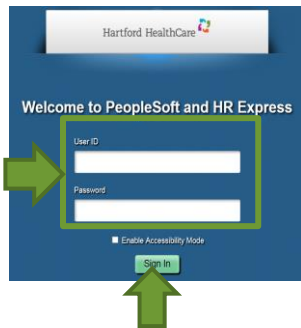 Hartford HealthCare
Welcome to PeopleSoft and HR Express
User ID
Password
Enable Accessibility Mode
Sign In